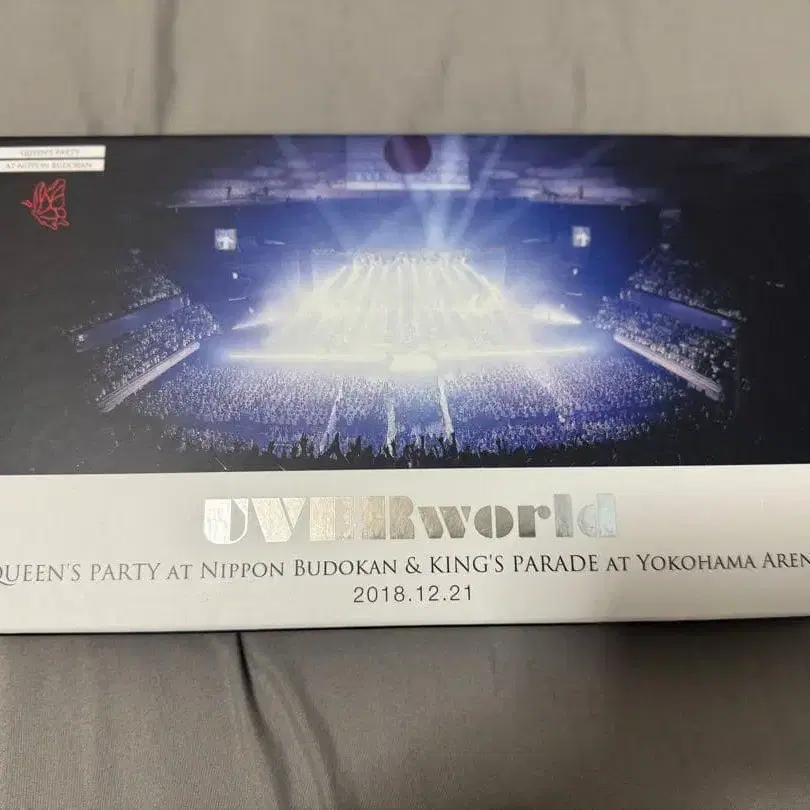 QUEEN'S PARTY
AT NIPPON BUDOKAN
UVERworld
QUEEN'S PARTY AT NIPPON BUDOKAN & KING'S PARADE AT YOKOHAMA AREN
2018.12.21